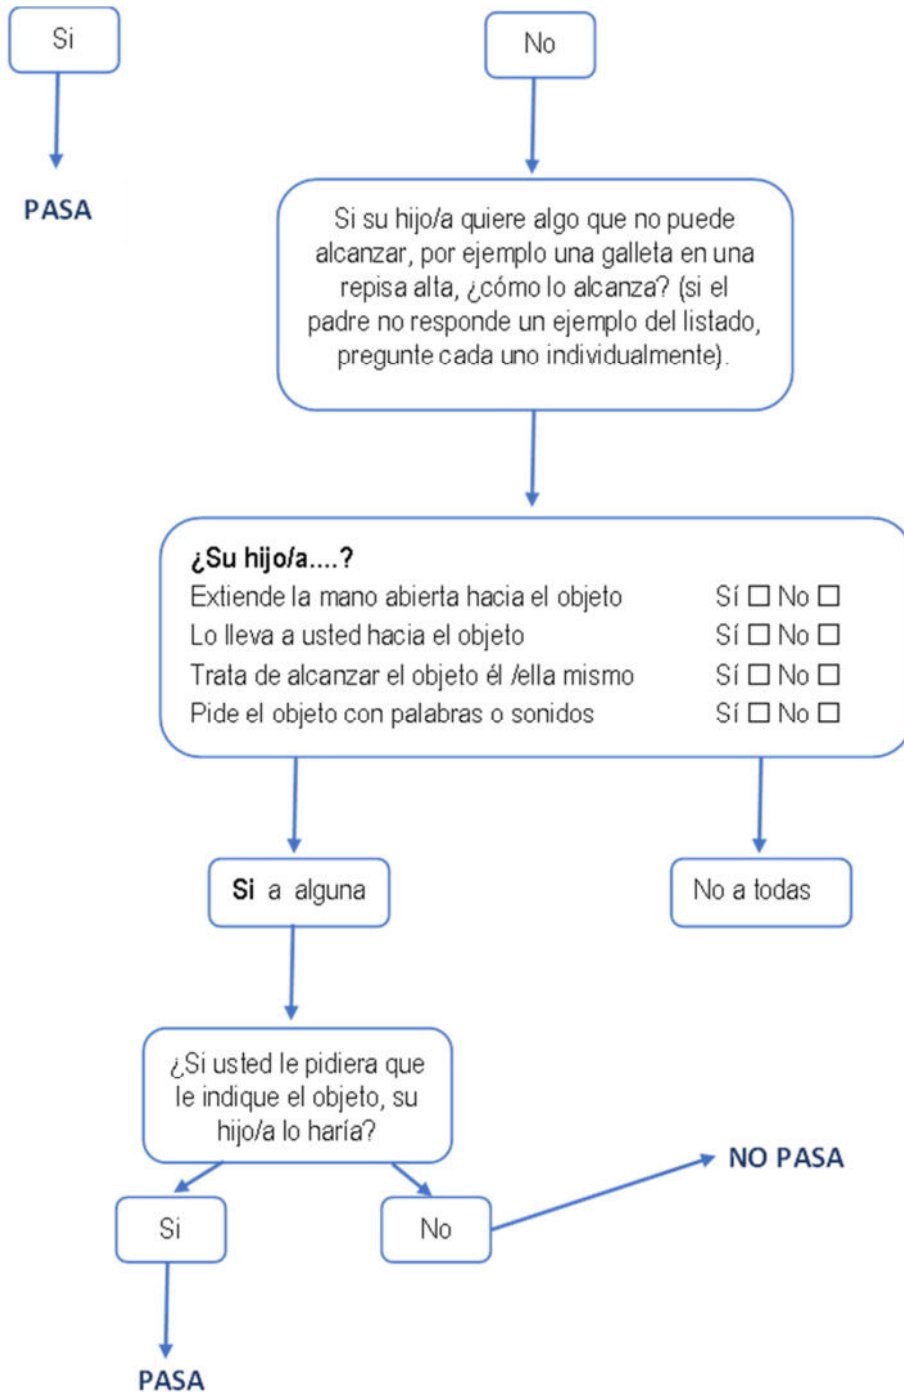 Si
No
PASA
Si su hijo/a quiere algo que no puede
alcanzar, por ejemplo una galleta en una
repisa alta, ¿cómo lo alcanza? (si el
padre no responde un ejemplo del listado,
pregunte cada uno individualmente).
¿Su hijo/a....?
Extiende la mano abierta hacia el objeto Sí ☐ No ☐
Lo lleva a usted hacia el objeto Sí ☐ No ☐
Trata de alcanzar el objeto él /ella mismo Sí ☐ No ☐
Pide el objeto con palabras o sonidos Sí ☐ No ☐
Si a alguna
No a todas
¿Si usted le pidiera que
le indique el objeto, su
hijo/a lo haría?
NO PASA
Si
No
PASA